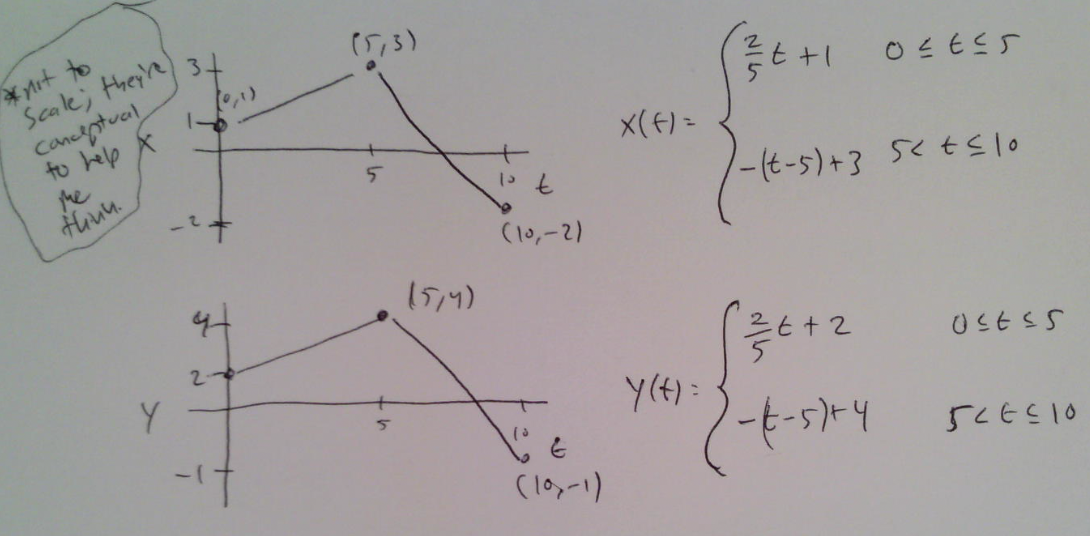 *not to
scale; they're
conceptual
to help
me
think.
(5,3)
3
(0,1)
1
X
5
10
t
-2
(10,-2)
x(t) =
2/5 t + 1 0 ≤ t ≤ 5
-(t-5)+3 5 < t ≤ 10
(5,4)
4
2
Y
5
10
t
-1
(10,-1)
y(t) =
2/5 t + 2 0 ≤ t ≤ 5
-(t-5)+4 5 < t ≤ 10